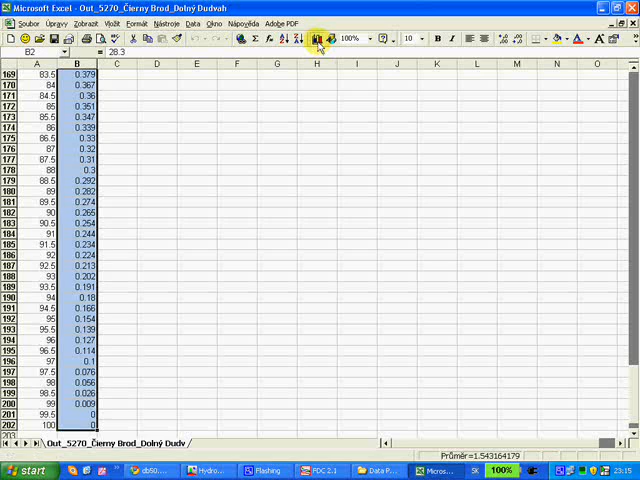 Microsoft Excel - Out_5270_Čierny Brod_Dolný Dudvah
Soubor Úpravy Zobrazit Vložit Formát Nástroje Data Okno Nápověda Adobe PDF
100% 10 B
B2 = 28.3
A B C D E F G H I J K L M N O
169 83.5 0.379
170 84 0.367
171 84.5 0.36
172 85 0.351
173 85.5 0.347
174 86 0.339
175 86.5 0.33
176 87 0.32
177 87.5 0.31
178 88 0.3
179 88.5 0.292
180 89 0.282
181 89.5 0.274
182 90 0.265
183 90.5 0.254
184 91 0.244
185 91.5 0.234
186 92 0.224
187 92.5 0.213
188 93 0.202
189 93.5 0.191
190 94 0.18
191 94.5 0.166
192 95 0.154
193 95.5 0.139
194 96 0.127
195 96.5 0.114
196 97 0.1
197 97.5 0.076
198 98 0.056
199 98.5 0.026
200 99 0.009
201 99.5 0
202 100 0
203
Out_5270_Čierny Brod_Dolný Dudv
Průměr=1.543164179
start db50... Hydro... Flashing PDC 2.1 Data P... Micros... SK 100% 23:15